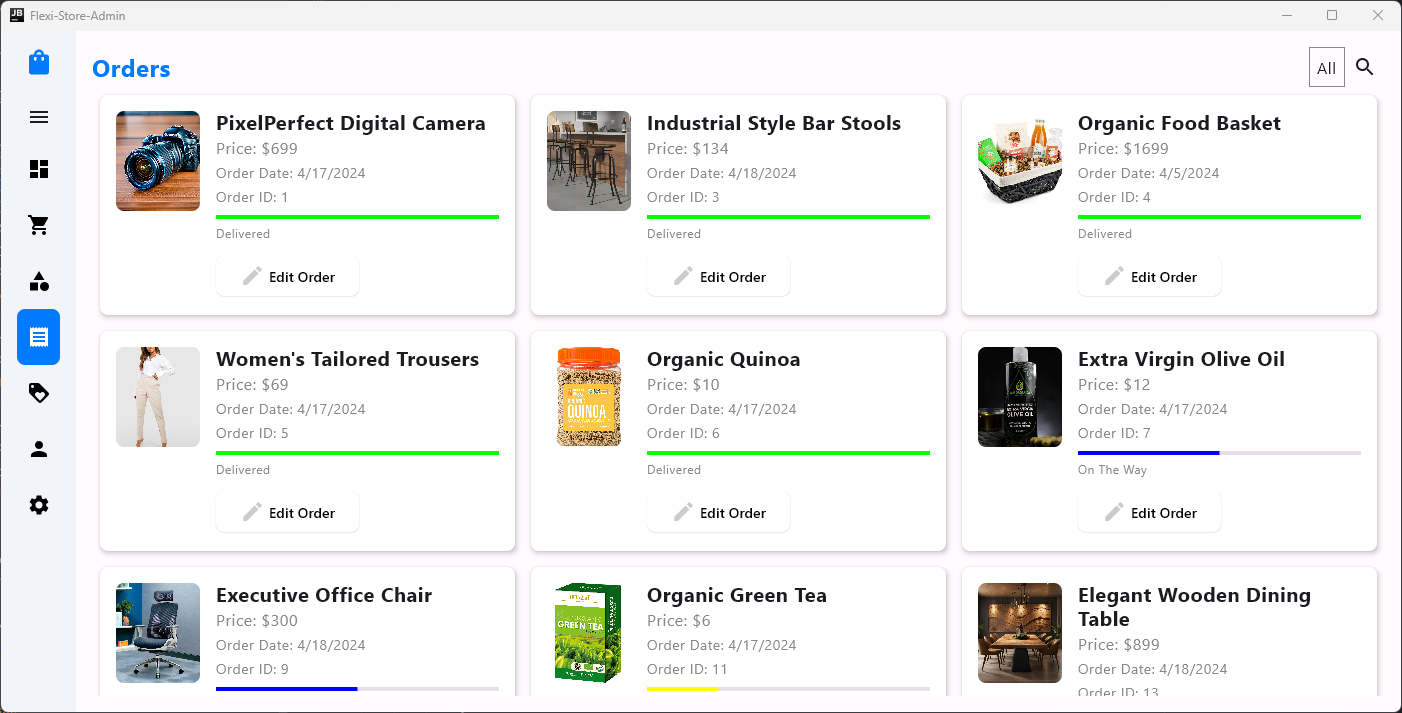 JB
Flexi-Store-Admin
Orders
All
PixelPerfect Digital Camera
Price: $699
Order Date: 4/17/2024
Order ID: 1
Delivered
Edit Order
Industrial Style Bar Stools
Price: $134
Order Date: 4/18/2024
Order ID: 3
Delivered
Edit Order
Organic Food Basket
Price: $1699
Order Date: 4/5/2024
Order ID: 4
Delivered
Edit Order
Women's Tailored Trousers
Price: $69
Order Date: 4/17/2024
Order ID: 5
Delivered
Edit Order
QUINOA
Organic Quinoa
Price: $10
Order Date: 4/17/2024
Order ID: 6
Delivered
Edit Order
OLIVE OIL
Extra Virgin Olive Oil
Price: $12
Order Date: 4/17/2024
Order ID: 7
On The Way
Edit Order
Executive Office Chair
Price: $300
Order Date: 4/18/2024
Order ID: 9
ORGANIC
GREEN TEA
Organic Green Tea
Price: $6
Order Date: 4/17/2024
Order ID: 11
Elegant Wooden Dining
Table
Price: $899
Order Date: 4/18/2024
Order ID: 13